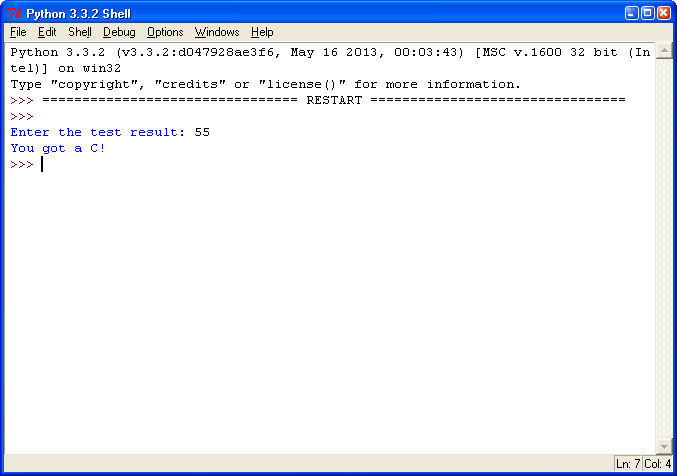 Python 3.3.2 Shell
File Edit Shell Debug Options Windows Help
Python 3.3.2 (v3.3.2:d047928ae3f6, May 16 2013, 00:03:43) [MSC v.1600 32 bit (In
tel)] on win32
Type "copyright", "credits" or "license()" for more information.
>>> ================================ RESTART ================================
>>>
Enter the test result: 55
You got a C!
>>>
Ln: 7 Col: 4